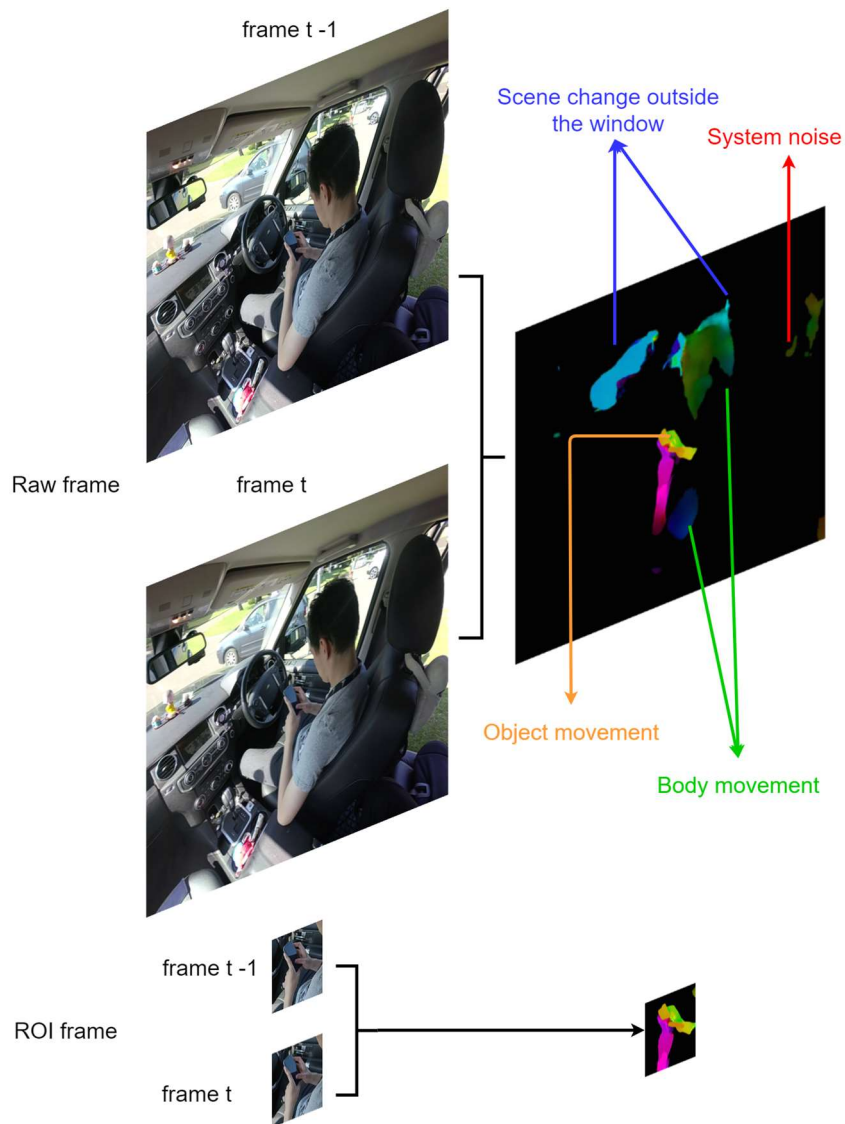 frame t -1
Scene change outside
the window
System noise
Raw frame
frame t
Object movement
Body movement
frame t -1
ROI frame
frame t